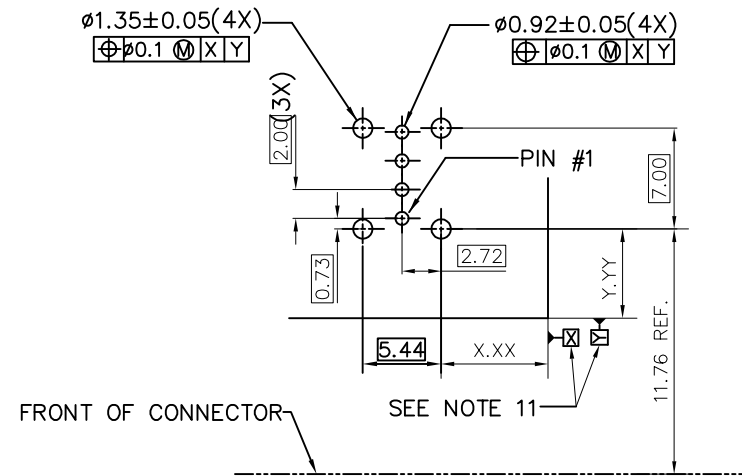 ø1.35±0.05(4X)
⌖ ø0.1 Ⓜ X Y
ø0.92±0.05(4X)
⌖ ø0.1 Ⓜ X Y
2.00(3X)
PIN #1
7.00
0.73
2.72
Y.YY
5.44
X.XX
X
Y
11.76 REF.
FRONT OF CONNECTOR
SEE NOTE 11